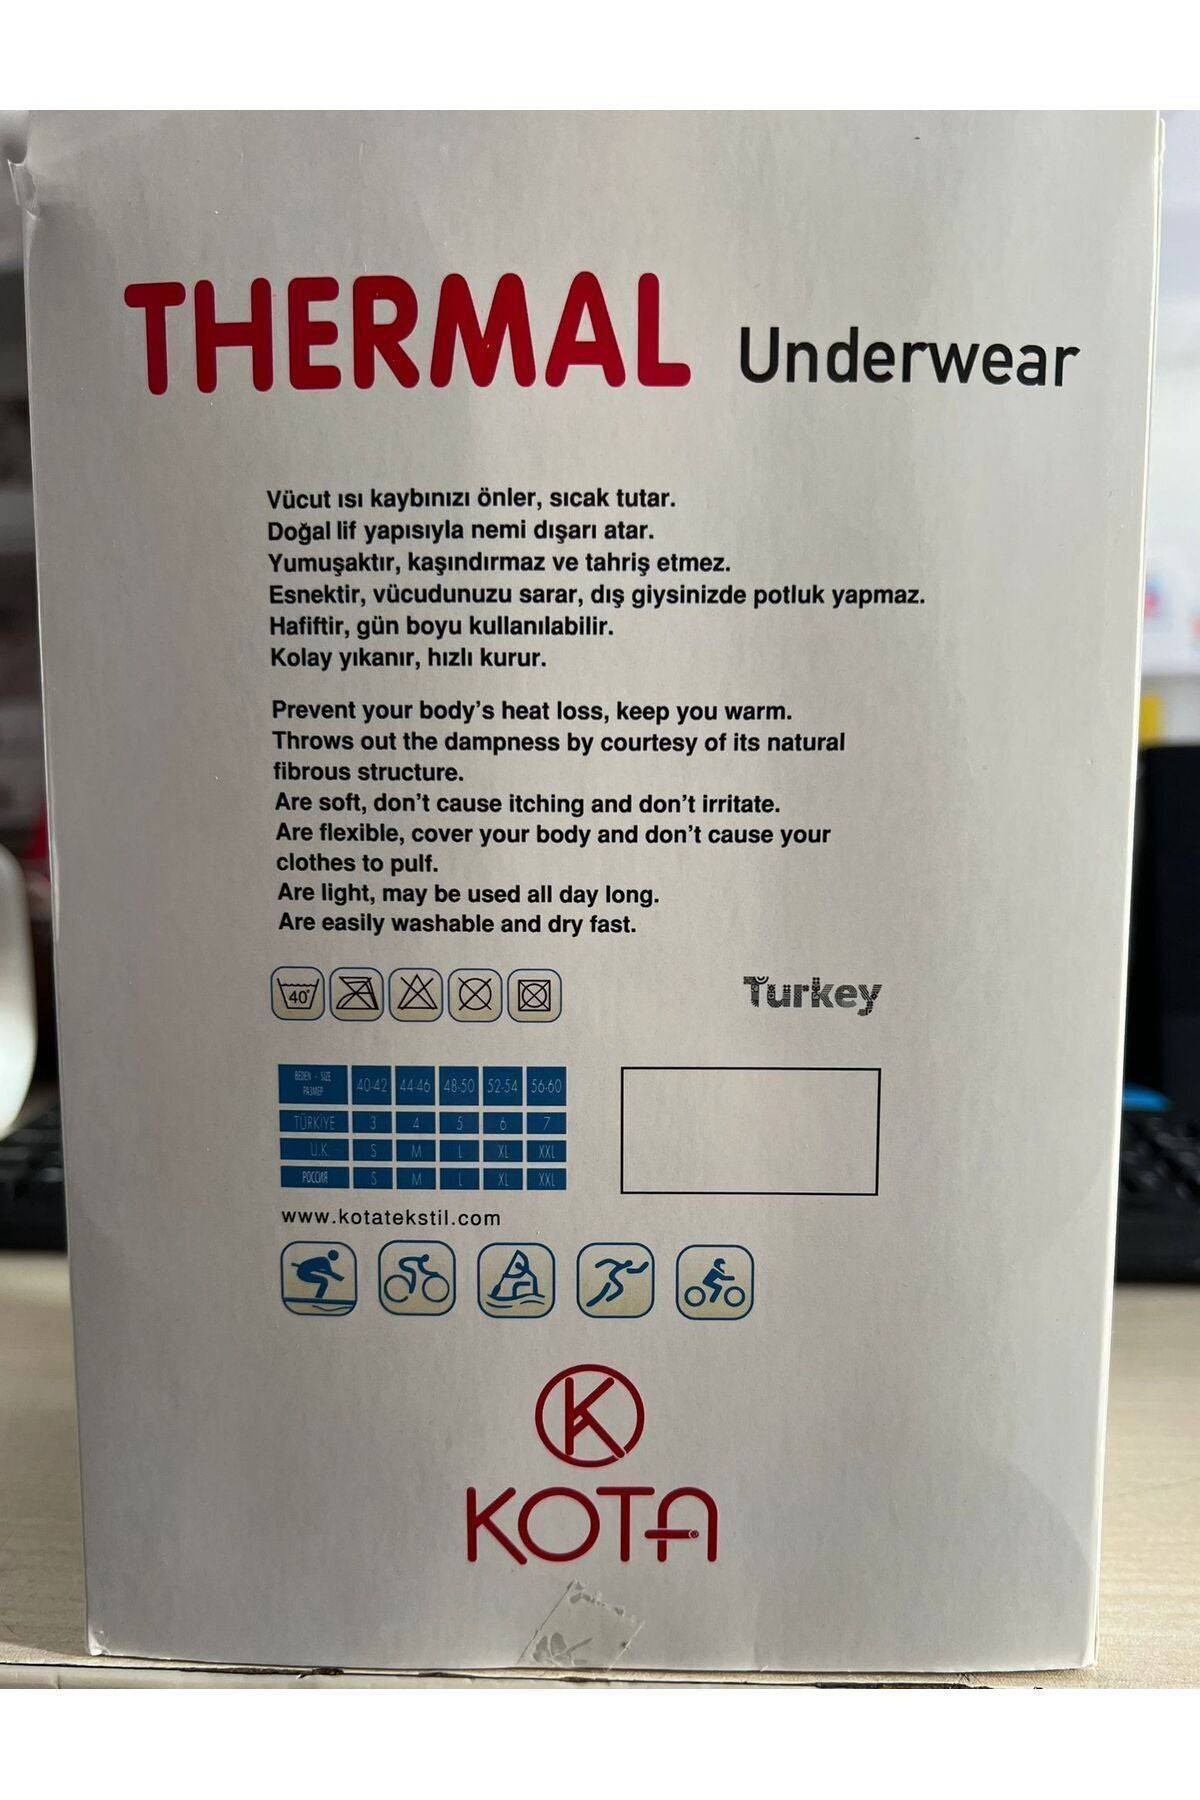 THERMAL Underwear
Vücut ısı kaybınızı önler, sıcak tutar.
Doğal lif yapısıyla nemi dışarı atar.
Yumuşaktır, kaşındırmaz ve tahriş etmez.
Esnektir, vücudunuzu sarar, dış giysinizde potluk yapmaz.
Hafiftir, gün boyu kullanılabilir.
Kolay yıkanır, hızlı kurur.
Prevent your body's heat loss, keep you warm.
Throws out the dampness by courtesy of its natural
fibrous structure.
Are soft, don't cause itching and don't irritate.
Are flexible, cover your body and don't cause your
clothes to pulf.
Are light, may be used all day long.
Are easily washable and dry fast.
40°
Turkey
BEDEN - SIZE
РАЗМЕР 40-42 44-46 48-50 52-54 56-60
TÜRKİYE 3 4 5 6 7
U.K. S M L XL XXL
РОССИЯ S M L XL XXL
www.kotatekstil.com
K
KOTA®